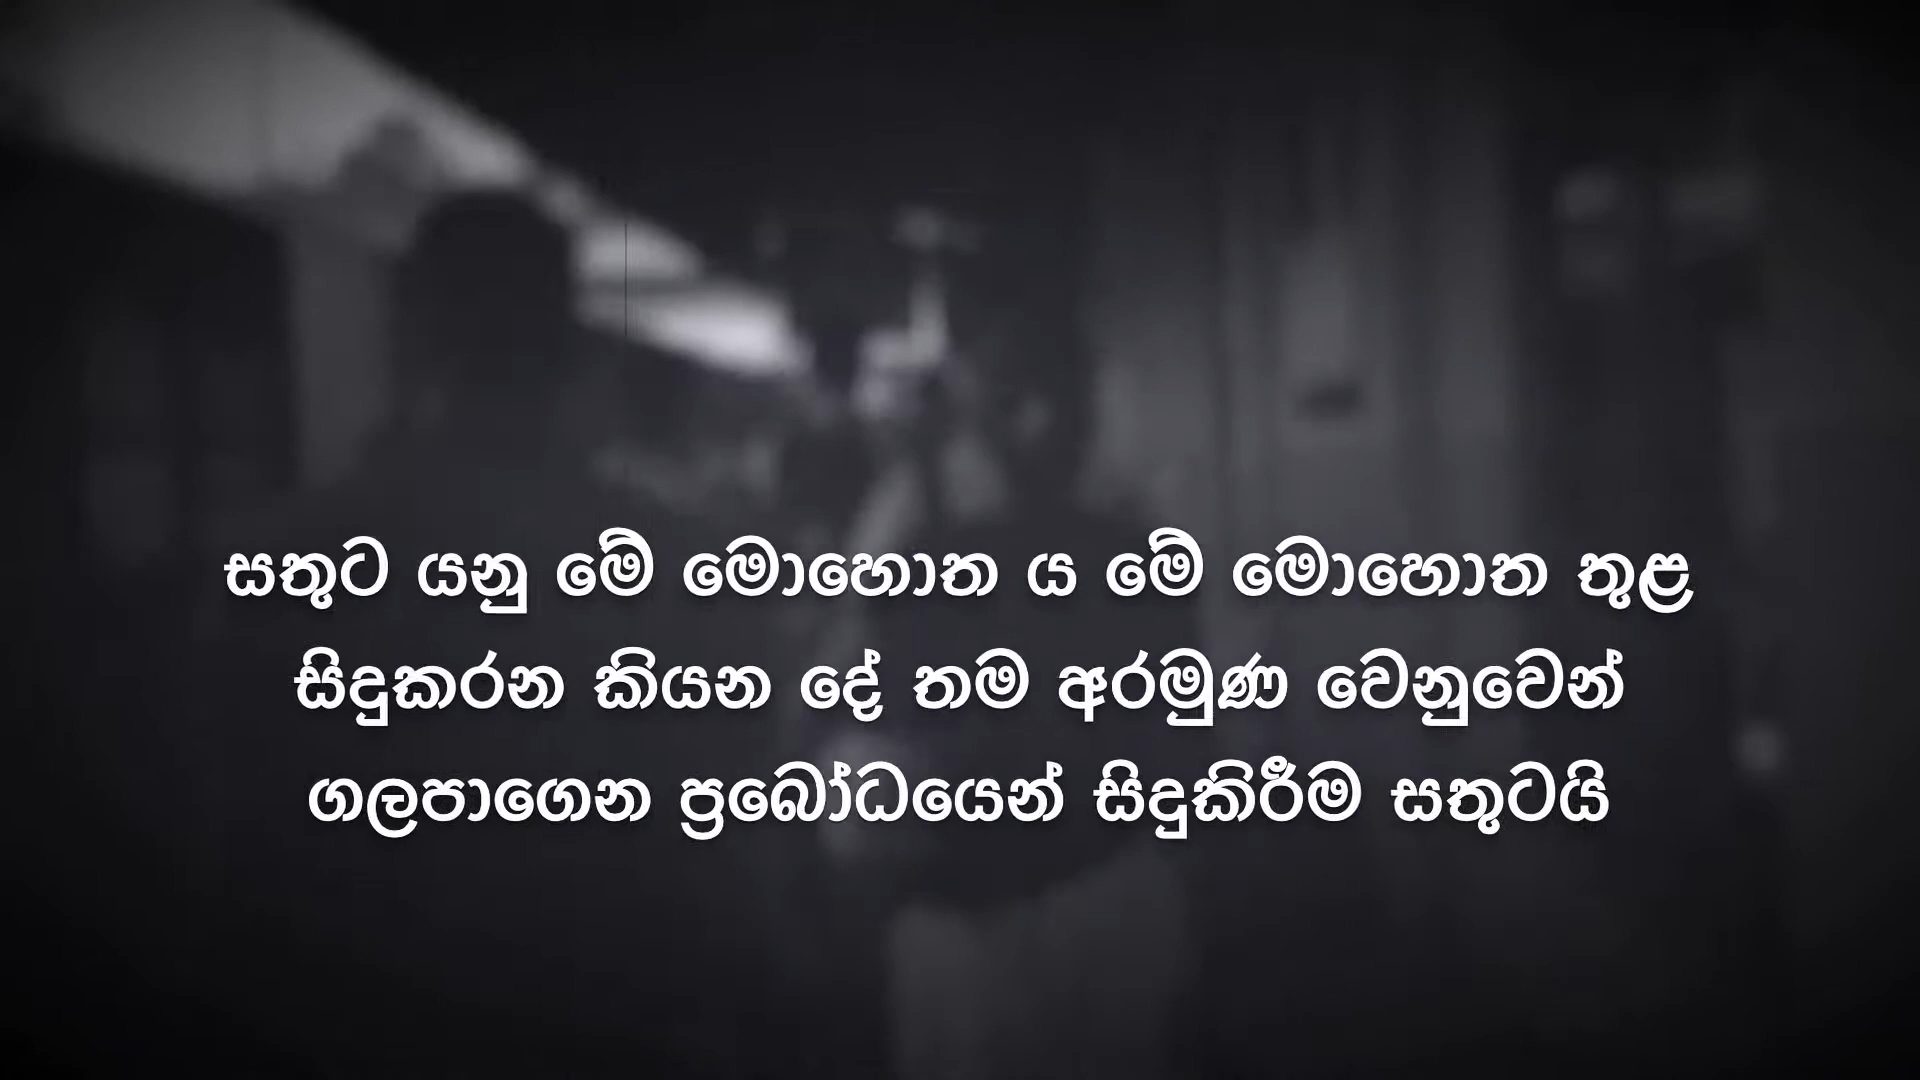 සතුට යනු මේ මොහොත ය මේ මොහොත තුළ
සිදුකරන කියන දේ තම අරමුණ වෙනුවෙන්
ගලපාගෙන ප්‍රබෝධයෙන් සිදුකිරීම සතුටයි